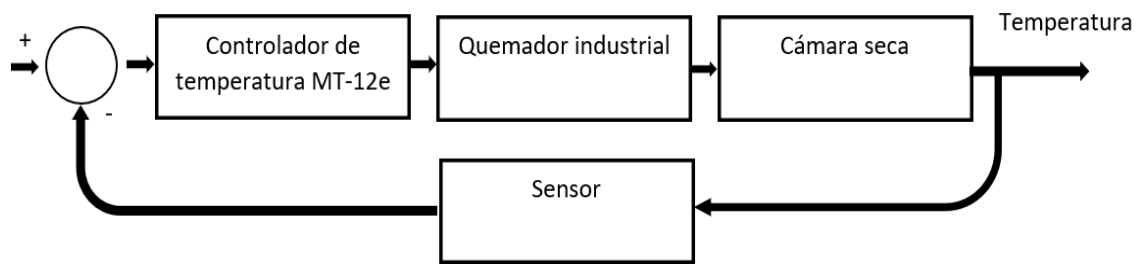 Temperatura
+
Controlador de
temperatura MT-12e
Quemador industrial
Cámara seca
-
Sensor